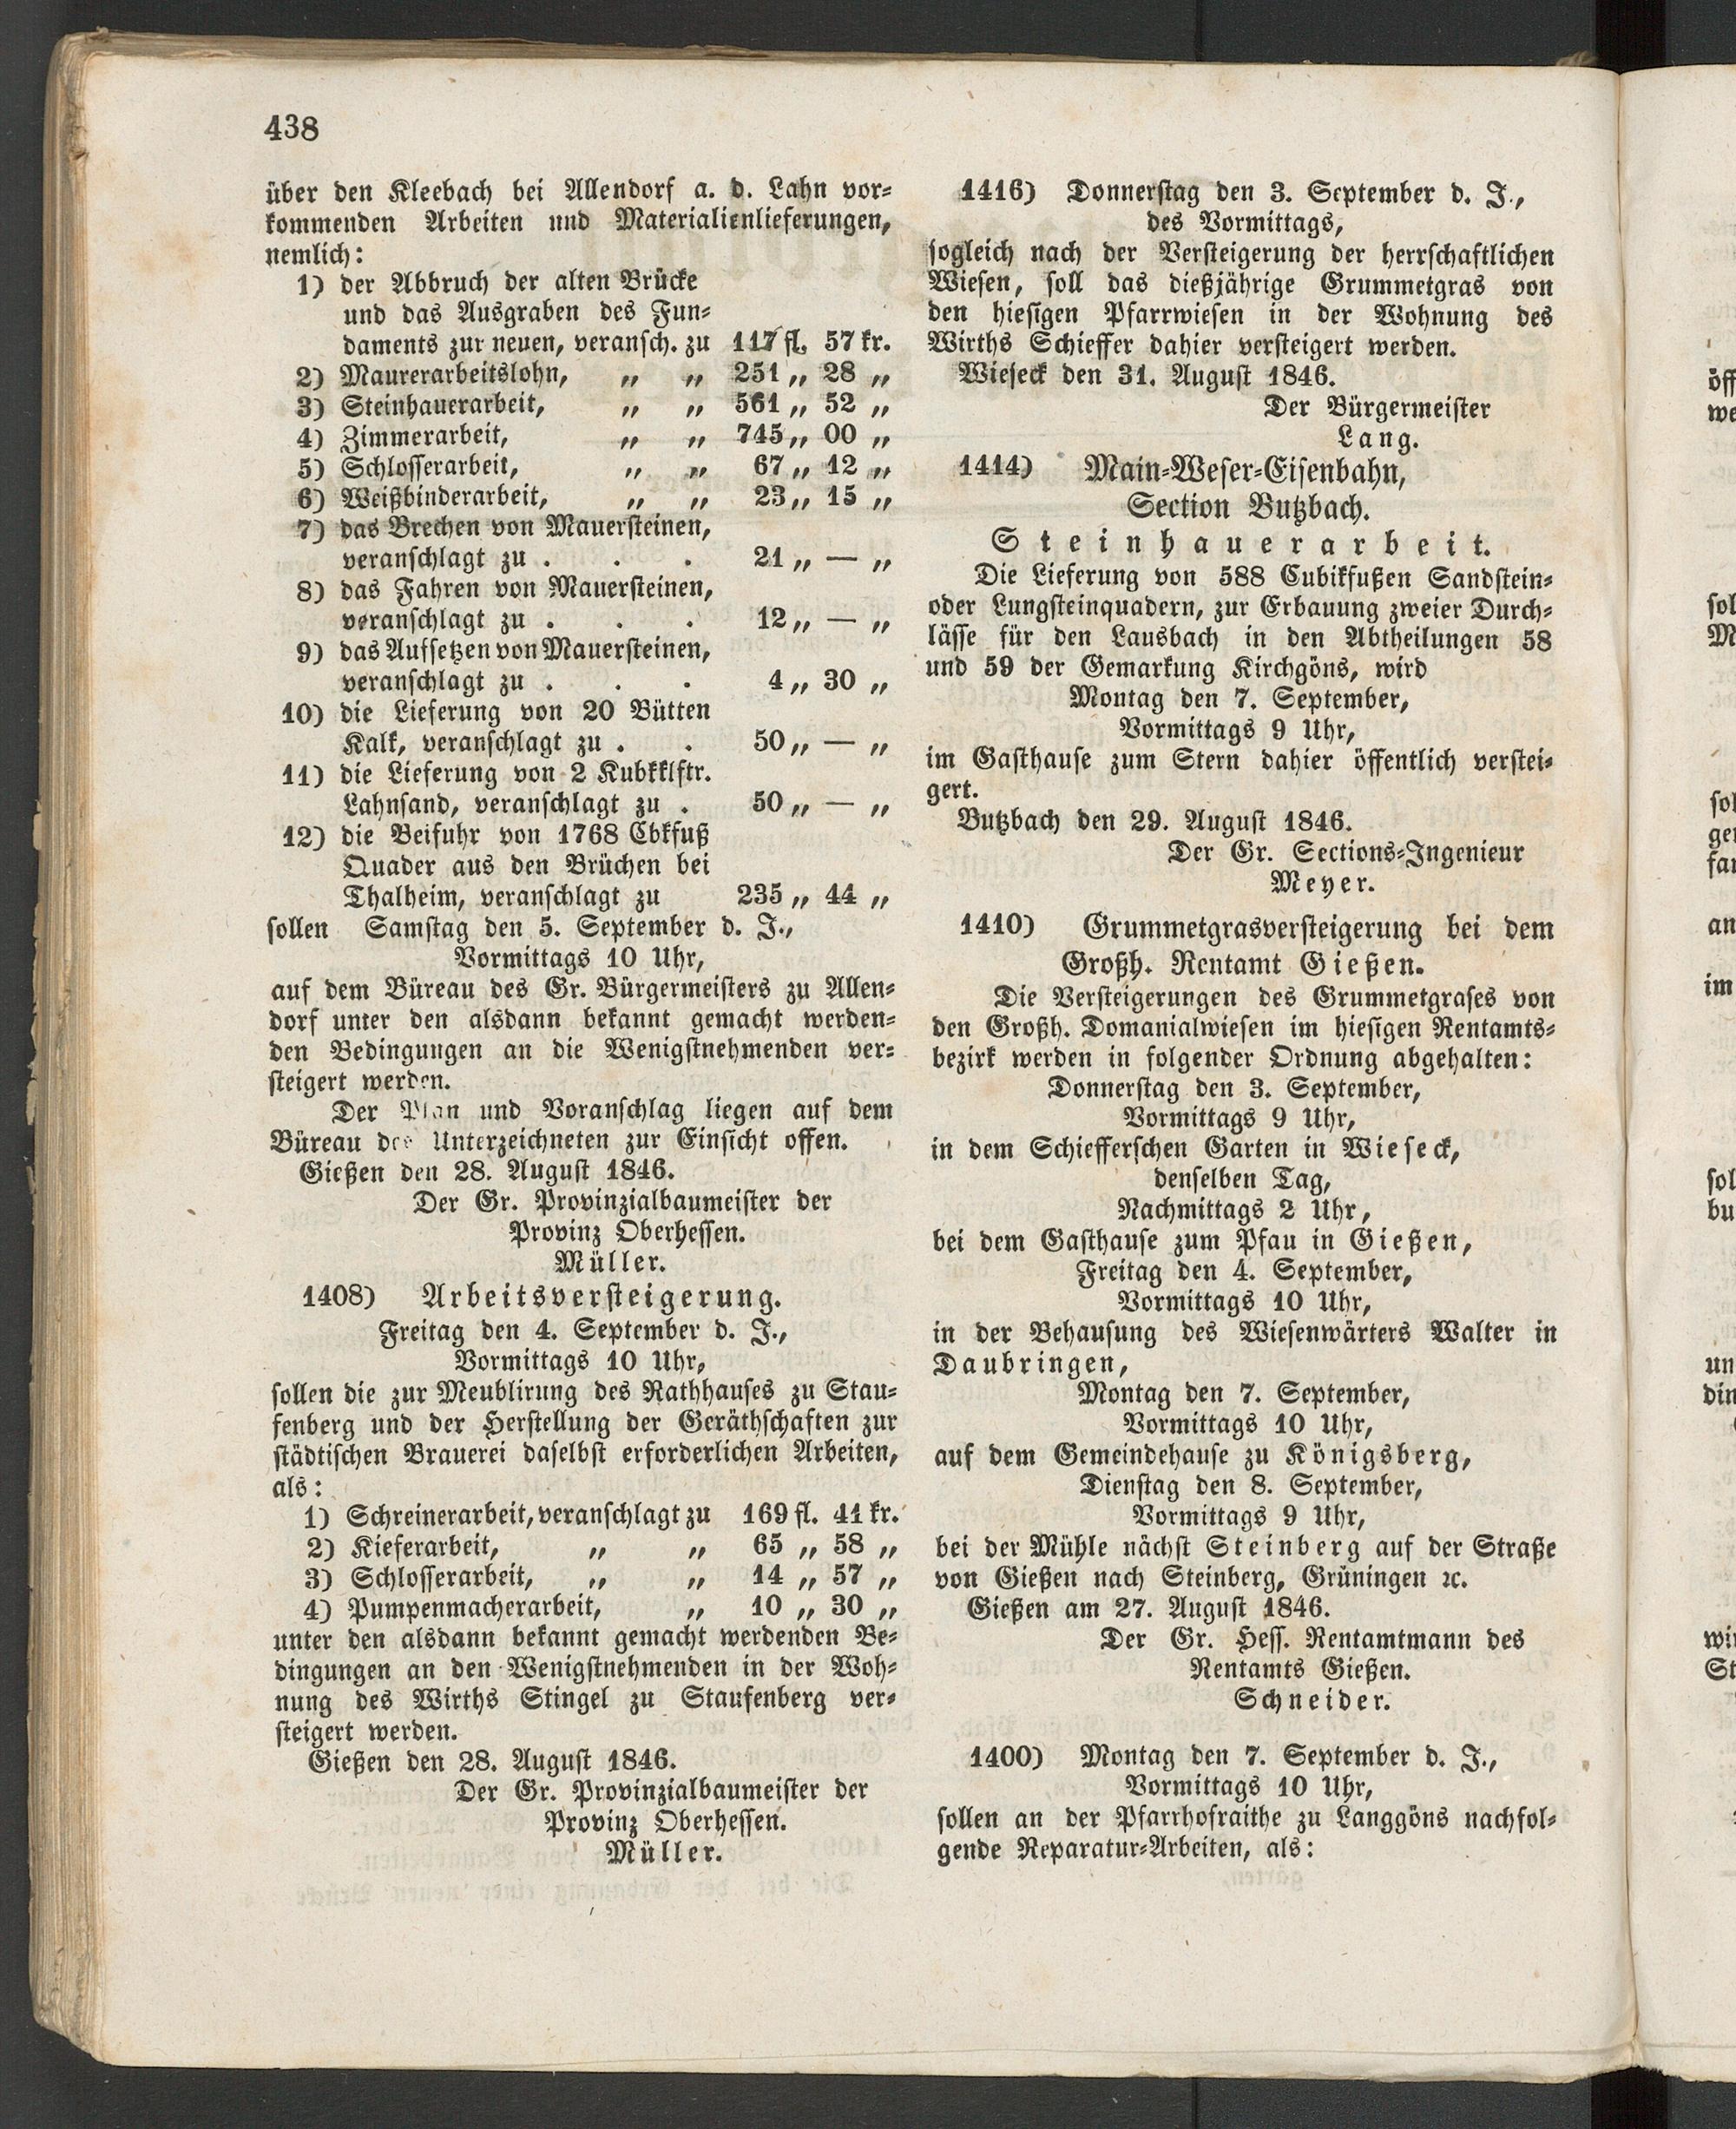 438
über den Kleebach bei Allendorf a. d. Lahn vor-
kommenden Arbeiten und Materialienlieferungen,
nemlich:
1) der Abbruch der alten Brücke
und das Ausgraben des Fun-
daments zur neuen, veransch. zu 117 fl. 57 kr.
2) Maurerarbeitslohn, „ „ 251 „ 28 „
3) Steinhauerarbeit, „ „ 561 „ 52 „
4) Zimmerarbeit, „ „ 745 „ 00 „
5) Schlosserarbeit, „ „ 67 „ 12 „
6) Weißbinderarbeit, „ „ 23 „ 15 „
7) das Brechen von Mauersteinen,
veranschlagt zu . . . 21 „ — „
8) das Fahren von Mauersteinen,
veranschlagt zu . . . 12 „ — „
9) das Aufsetzen von Mauersteinen,
veranschlagt zu . . . 4 „ 30 „
10) die Lieferung von 20 Bütten
Kalk, veranschlagt zu . . 50 „ — „
11) die Lieferung von 2 Kubkklftr.
Lahnsand, veranschlagt zu . 50 „ — „
12) die Beifuhr von 1768 Cbkfuß
Quader aus den Brüchen bei
Thalheim, veranschlagt zu 235 „ 44 „
sollen Samstag den 5. September d. J.,
Vormittags 10 Uhr,
auf dem Büreau des Gr. Bürgermeisters zu Allen-
dorf unter den alsdann bekannt gemacht werden-
den Bedingungen an die Wenigstnehmenden ver-
steigert werden.
Der Plan und Voranschlag liegen auf dem
Büreau des Unterzeichneten zur Einsicht offen.
Gießen den 28. August 1846.
Der Gr. Provinzialbaumeister der
Provinz Oberhessen.
Müller.
1408) Arbeitsversteigerung.
Freitag den 4. September d. J.,
Vormittags 10 Uhr,
sollen die zur Meublirung des Rathhauses zu Stau-
fenberg und der Herstellung der Geräthschaften zur
städtischen Brauerei daselbst erforderlichen Arbeiten,
als:
1) Schreinerarbeit, veranschlagt zu 169 fl. 41 kr.
2) Kieferarbeit, „ „ 65 „ 58 „
3) Schlosserarbeit, „ „ 14 „ 57 „
4) Pumpenmacherarbeit, „ 10 „ 30 „
unter den alsdann bekannt gemacht werdenden Be-
dingungen an den Wenigstnehmenden in der Woh-
nung des Wirths Stingel zu Staufenberg ver-
steigert werden.
Gießen den 28. August 1846.
Der Gr. Provinzialbaumeister der
Provinz Oberhessen.
Müller.
1416) Donnerstag den 3. September d. J.,
des Vormittags,
sogleich nach der Versteigerung der herrschaftlichen
Wiesen, soll das dießjährige Grummetgras von
den hiesigen Pfarrwiesen in der Wohnung des
Wirths Schieffer dahier versteigert werden.
Wieseck den 31. August 1846.
Der Bürgermeister
Lang.
1414) Main-Weser-Eisenbahn,
Section Butzbach.
Steinhauerarbeit.
Die Lieferung von 588 Cubikfußen Sandstein-
oder Lungsteinquadern, zur Erbauung zweier Durch-
lässe für den Lausbach in den Abtheilungen 58
und 59 der Gemarkung Kirchgöns, wird
Montag den 7. September,
Vormittags 9 Uhr,
im Gasthause zum Stern dahier öffentlich verstei-
gert.
Butzbach den 29. August 1846.
Der Gr. Sections-Ingenieur
Meyer.
1410) Grummetgrasversteigerung bei dem
Großh. Rentamt Gießen.
Die Versteigerungen des Grummetgrases von
den Großh. Domanialwiesen im hiesigen Rentamts-
bezirk werden in folgender Ordnung abgehalten:
Donnerstag den 3. September,
Vormittags 9 Uhr,
in dem Schiefferschen Garten in Wieseck,
denselben Tag,
Nachmittags 2 Uhr,
bei dem Gasthause zum Pfau in Gießen,
Freitag den 4. September,
Vormittags 10 Uhr,
in der Behausung des Wiesenwärters Walter in
Daubringen,
Montag den 7. September,
Vormittags 10 Uhr,
auf dem Gemeindehause zu Königsberg,
Dienstag den 8. September,
Vormittags 9 Uhr,
bei der Mühle nächst Steinberg auf der Straße
von Gießen nach Steinberg, Grüningen ꝛc.
Gießen am 27. August 1846.
Der Gr. Hess. Rentamtmann des
Rentamts Gießen.
Schneider.
1400) Montag den 7. September d. J.,
Vormittags 10 Uhr,
sollen an der Pfarrhofraithe zu Langgöns nachfol-
gende Reparatur-Arbeiten, als: